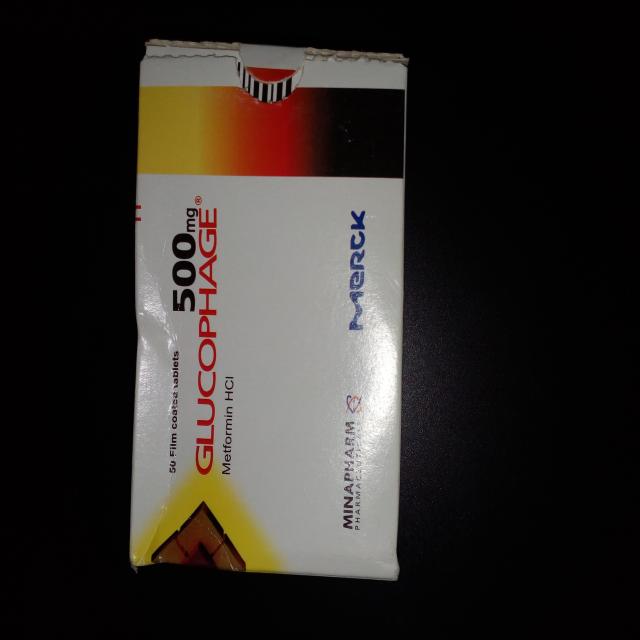 500mg
GLUCOPHAGE®
50 Film coated tablets
Metformin HCl
MERCK
MINAPHARM
PHARMACEUTICALS